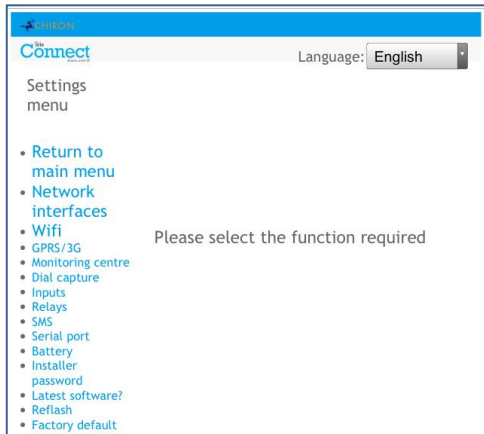 CHIRON
Connect
Language: English
Settings
menu
Return to
main menu
Network
interfaces
Wifi
GPRS/3G
Monitoring centre
Dial capture
Inputs
Relays
SMS
Serial port
Battery
Installer
password
Latest software?
Reflash
Factory default
Please select the function required